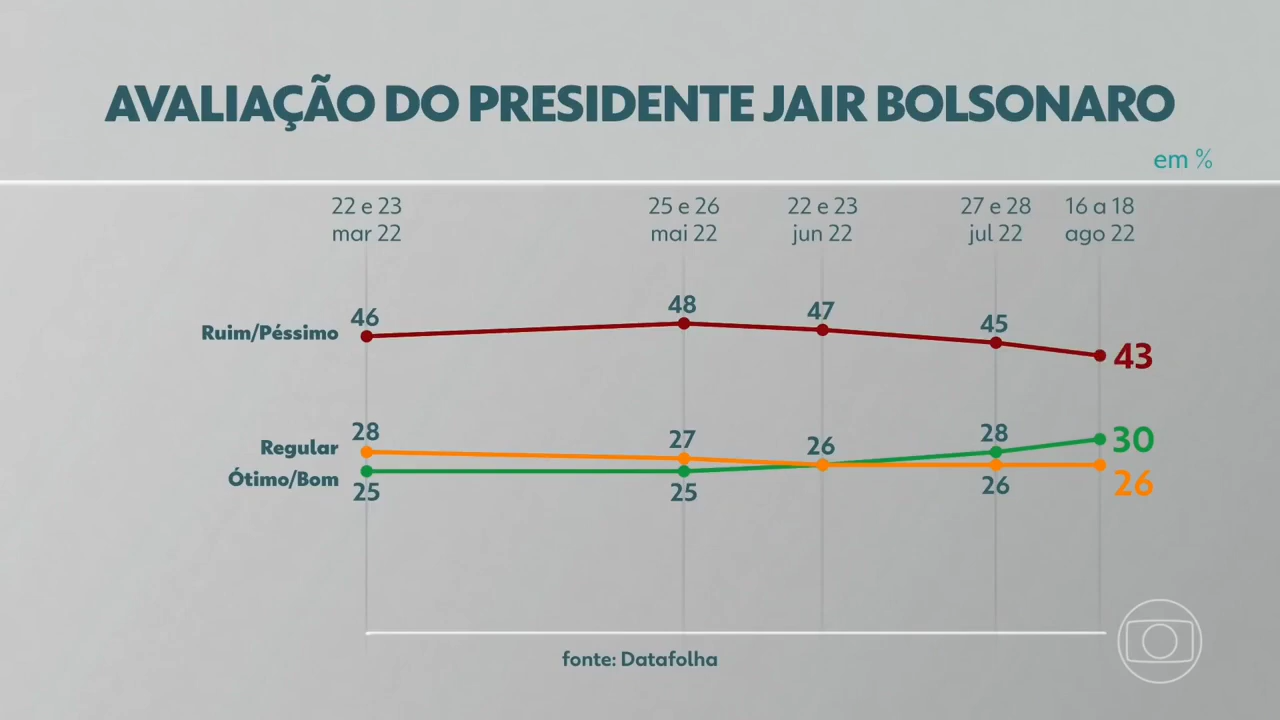 AVALIAÇÃO DO PRESIDENTE JAIR BOLSONARO
em %
22 e 23
mar 22
25 e 26
mai 22
22 e 23
jun 22
27 e 28
jul 22
16 a 18
ago 22
Ruim/Péssimo
46
48
47
45
43
Regular
28
27
26
28
30
Ótimo/Bom
25
25
26
26
fonte: Datafolha